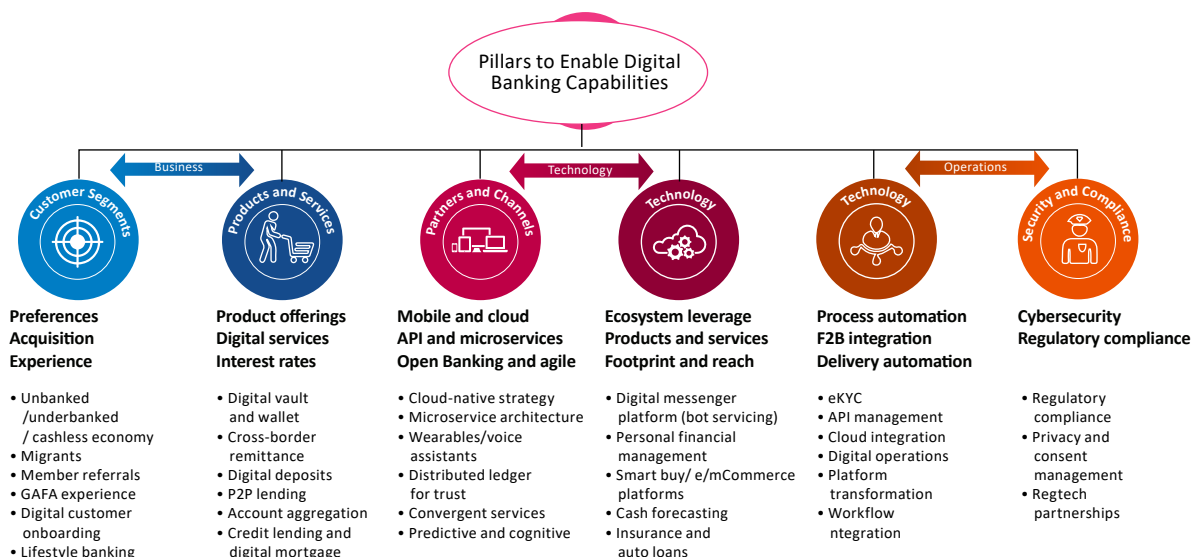 Pillars to Enable Digital
Banking Capabilities
Business
Technology
Operations
Customer Segments
Products and Services
Partners and Channels
Technology
Technology
Security and Compliance
Preferences
Acquisition
Experience
• Unbanked
/underbanked
/ cashless economy
• Migrants
• Member referrals
• GAFA experience
• Digital customer
onboarding
• Lifestyle banking
Product offerings
Digital services
Interest rates
• Digital vault
and wallet
• Cross-border
remittance
• Digital deposits
• P2P lending
• Account aggregation
• Credit lending and
digital mortgage
Mobile and cloud
API and microservices
Open Banking and agile
• Cloud-native strategy
• Microservice architecture
• Wearables/voice
assistants
• Distributed ledger
for trust
• Convergent services
• Predictive and cognitive
Ecosystem leverage
Products and services
Footprint and reach
• Digital messenger
platform (bot servicing)
• Personal financial
management
• Smart buy/ e/mCommerce
platforms
• Cash forecasting
• Insurance and
auto loans
Process automation
F2B integration
Delivery automation
• eKYC
• API management
• Cloud integration
• Digital operations
• Platform
transformation
• Workflow
ntegration
Cybersecurity
Regulatory compliance
• Regulatory
compliance
• Privacy and
consent
management
• Regtech
partnerships